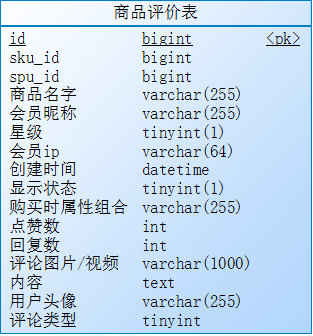 商品评价表
id bigint <pk>
sku_id bigint
spu_id bigint
商品名字 varchar(255)
会员昵称 varchar(255)
星级 tinyint(1)
会员ip varchar(64)
创建时间 datetime
显示状态 tinyint(1)
购买时属性组合 varchar(255)
点赞数 int
回复数 int
评论图片/视频 varchar(1000)
内容 text
用户头像 varchar(255)
评论类型 tinyint